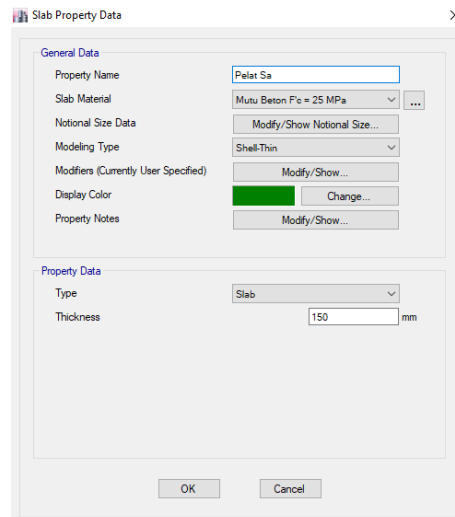 Slab Property Data
General Data
Property Name Pelat Sa
Slab Material Mutu Beton F'c = 25 MPa ...
Notional Size Data Modify/Show Notional Size...
Modeling Type Shell-Thin
Modifiers (Currently User Specified) Modify/Show...
Display Color Change...
Property Notes Modify/Show...
Property Data
Type Slab
Thickness 150 mm
OK Cancel